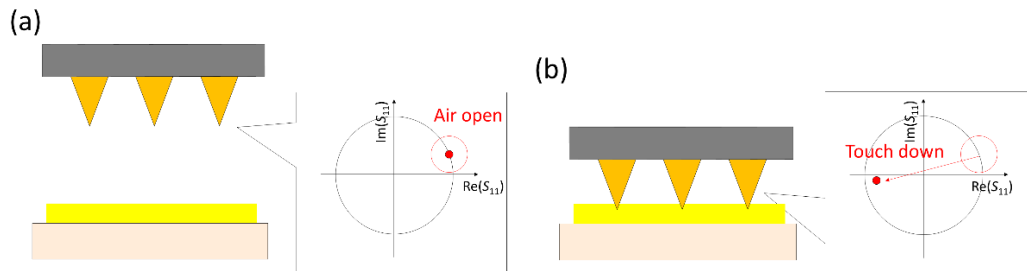 (a)
Im(S₁₁)
Air open
Re(S₁₁)
(b)
Im(S₁₁)
Touch down
Re(S₁₁)